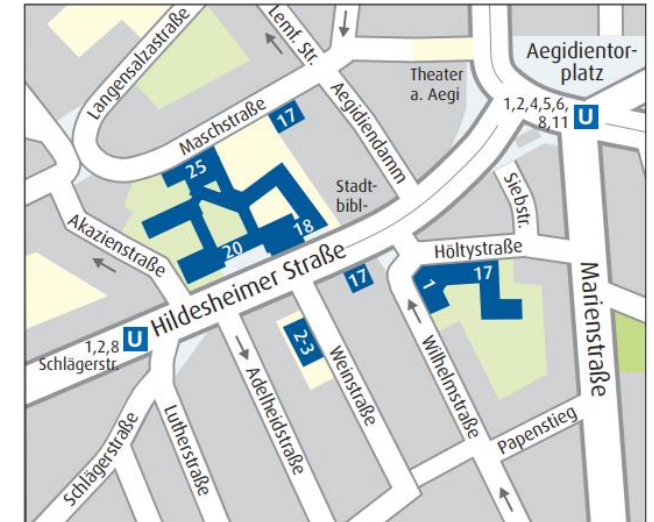 Langensalzastraße
Lemf. Str.
Theater
a. Aegi
Aegidientor-
platz
1,2,4,5,6,
8,11
U
Maschstraße
17
Aegidiendamm
25
Stadt-
bibl-
18
20
Siebstr.
Akazienstraße
Hildesheimer Straße
Höltystraße
17
1
17
Marienstraße
U
1,2,8
Schlägerstr.
2-3
Weinstraße
Wilhelmstraße
Adelheidstraße
Papenstieg
Schlägerstraße
Lutherstraße